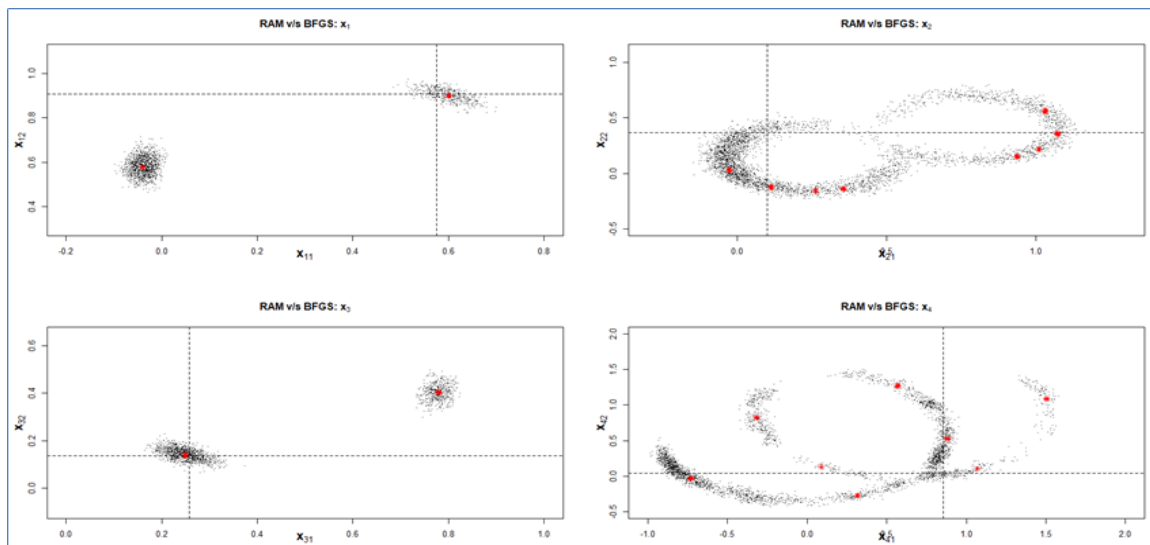 RAM v/s BFGS: x1
x12
0.4 0.6 0.8 1.0
-0.2 0.0 0.2 0.4 0.6 0.8
x11
RAM v/s BFGS: x2
x22
-0.5 0.0 0.5 1.0
0.0 0.5 1.0
x21
RAM v/s BFGS: x3
x32
0.0 0.2 0.4 0.6
0.0 0.2 0.4 0.6 0.8 1.0
x31
RAM v/s BFGS: x4
x42
-0.5 0.0 0.5 1.0 1.5 2.0
-1.0 -0.5 0.0 0.5 1.0 1.5 2.0
x41